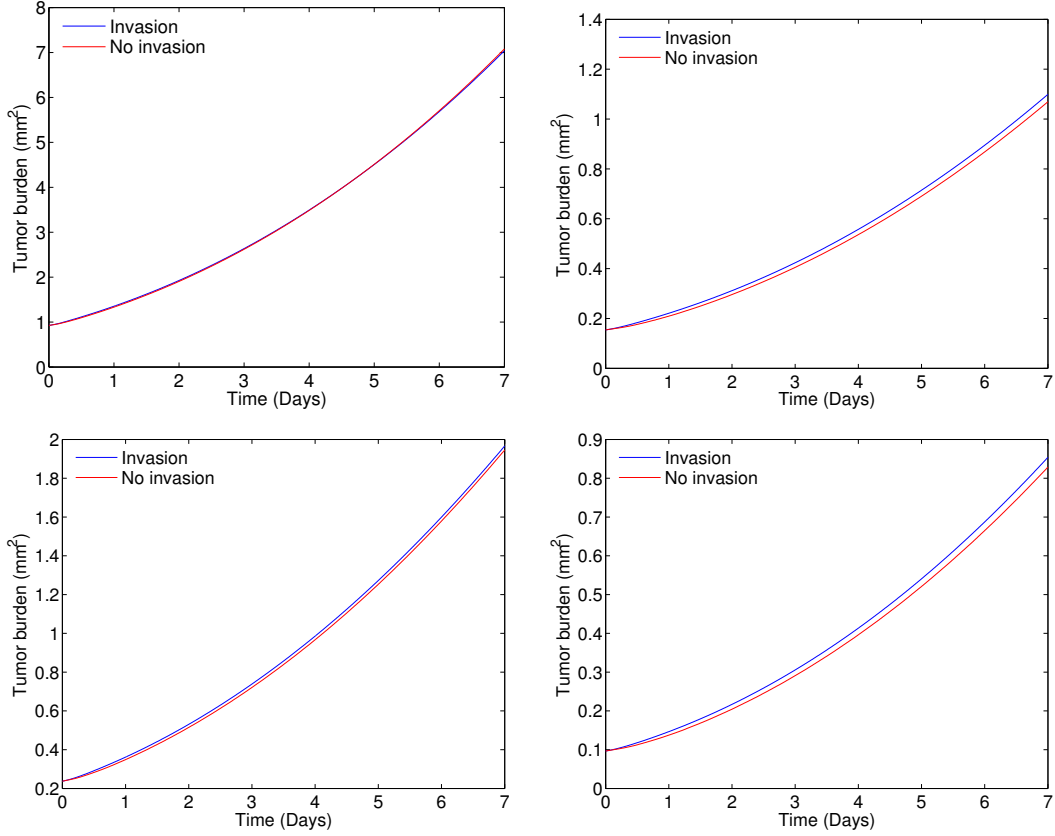 Invasion
No invasion
Tumor burden (mm²)
8
7
6
5
4
3
2
1
0
0 1 2 3 4 5 6 7
Time (Days)
Invasion
No invasion
Tumor burden (mm²)
1.4
1.2
1
0.8
0.6
0.4
0.2
0
0 1 2 3 4 5 6 7
Time (Days)
Invasion
No invasion
Tumor burden (mm²)
2
1.8
1.6
1.4
1.2
1
0.8
0.6
0.4
0.2
0 1 2 3 4 5 6 7
Time (Days)
Invasion
No invasion
Tumor burden (mm²)
0.9
0.8
0.7
0.6
0.5
0.4
0.3
0.2
0.1
0
0 1 2 3 4 5 6 7
Time (Days)